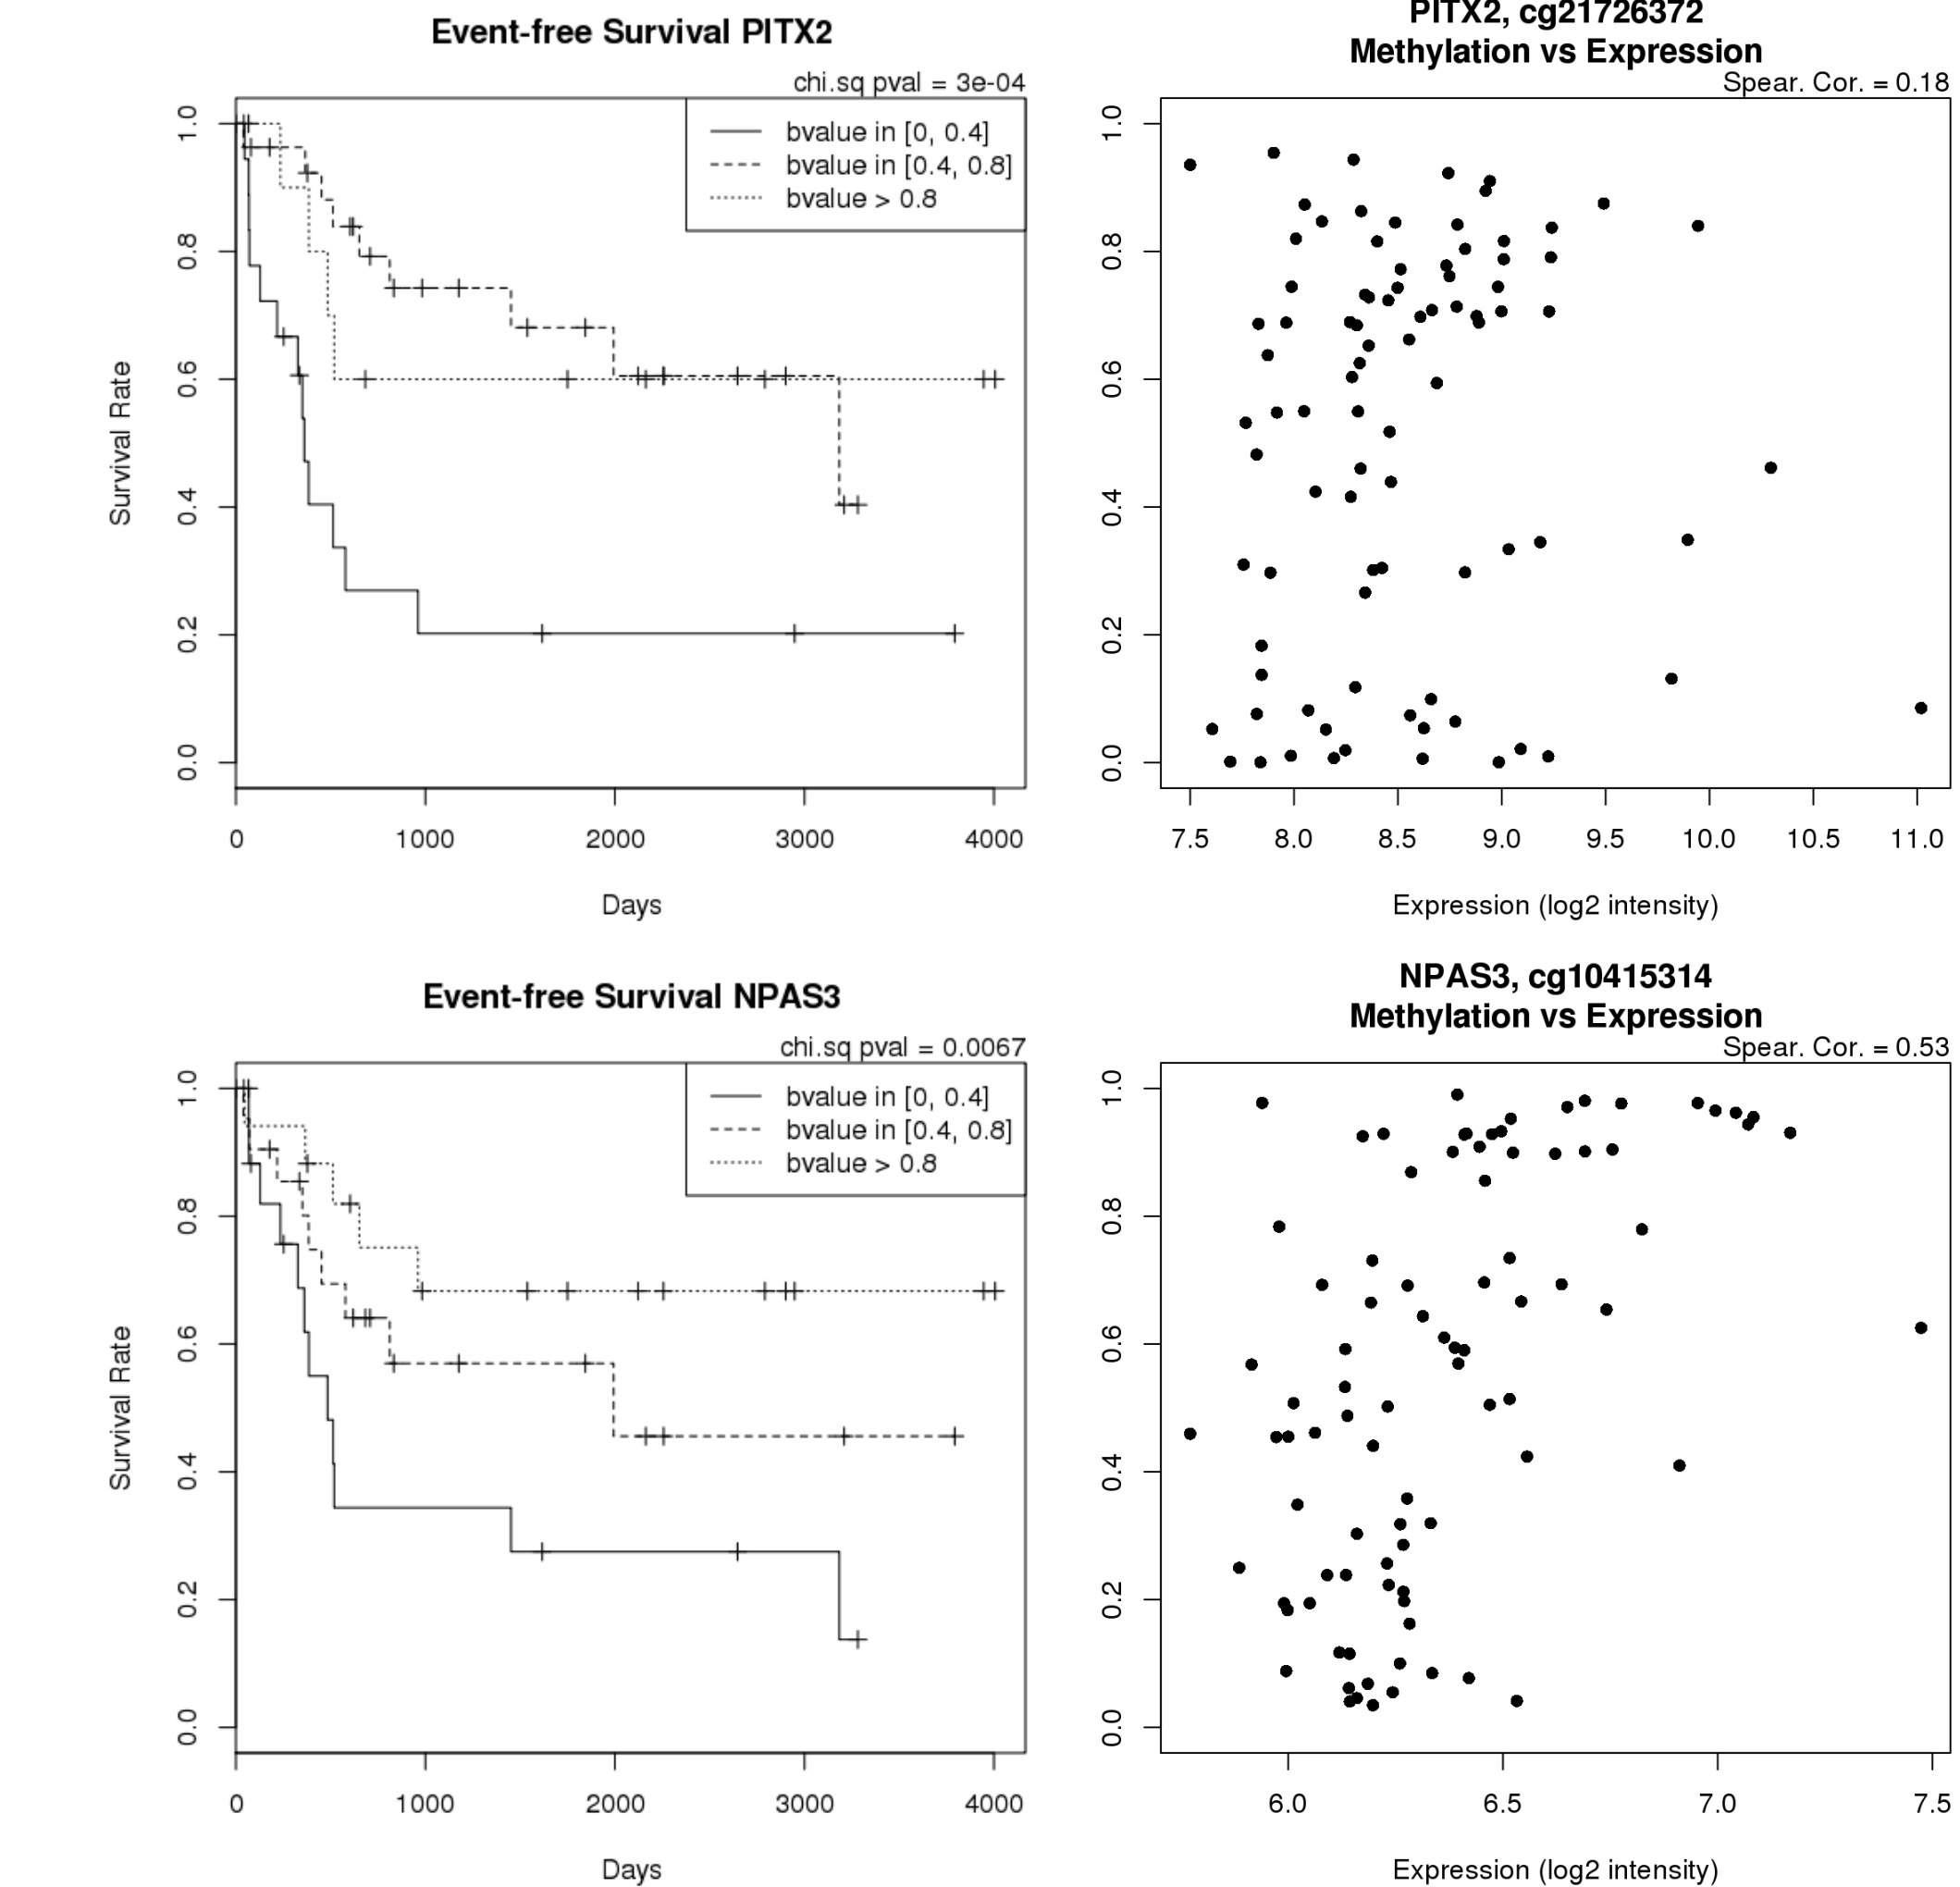 Event-free Survival PITX2
chi.sq pval = 3e-04
bvalue in [0, 0.4]
bvalue in [0.4, 0.8]
bvalue > 0.8
1.0
0.8
0.6
0.4
0.2
0.0
Survival Rate
0 1000 2000 3000 4000
Days
PITX2, cg21726372
Methylation vs Expression
Spear. Cor. = 0.18
1.0
0.8
0.6
0.4
0.2
0.0
7.5 8.0 8.5 9.0 9.5 10.0 10.5 11.0
Expression (log2 intensity)
Event-free Survival NPAS3
chi.sq pval = 0.0067
bvalue in [0, 0.4]
bvalue in [0.4, 0.8]
bvalue > 0.8
1.0
0.8
0.6
0.4
0.2
0.0
Survival Rate
0 1000 2000 3000 4000
Days
NPAS3, cg10415314
Methylation vs Expression
Spear. Cor. = 0.53
1.0
0.8
0.6
0.4
0.2
0.0
6.0 6.5 7.0 7.5
Expression (log2 intensity)